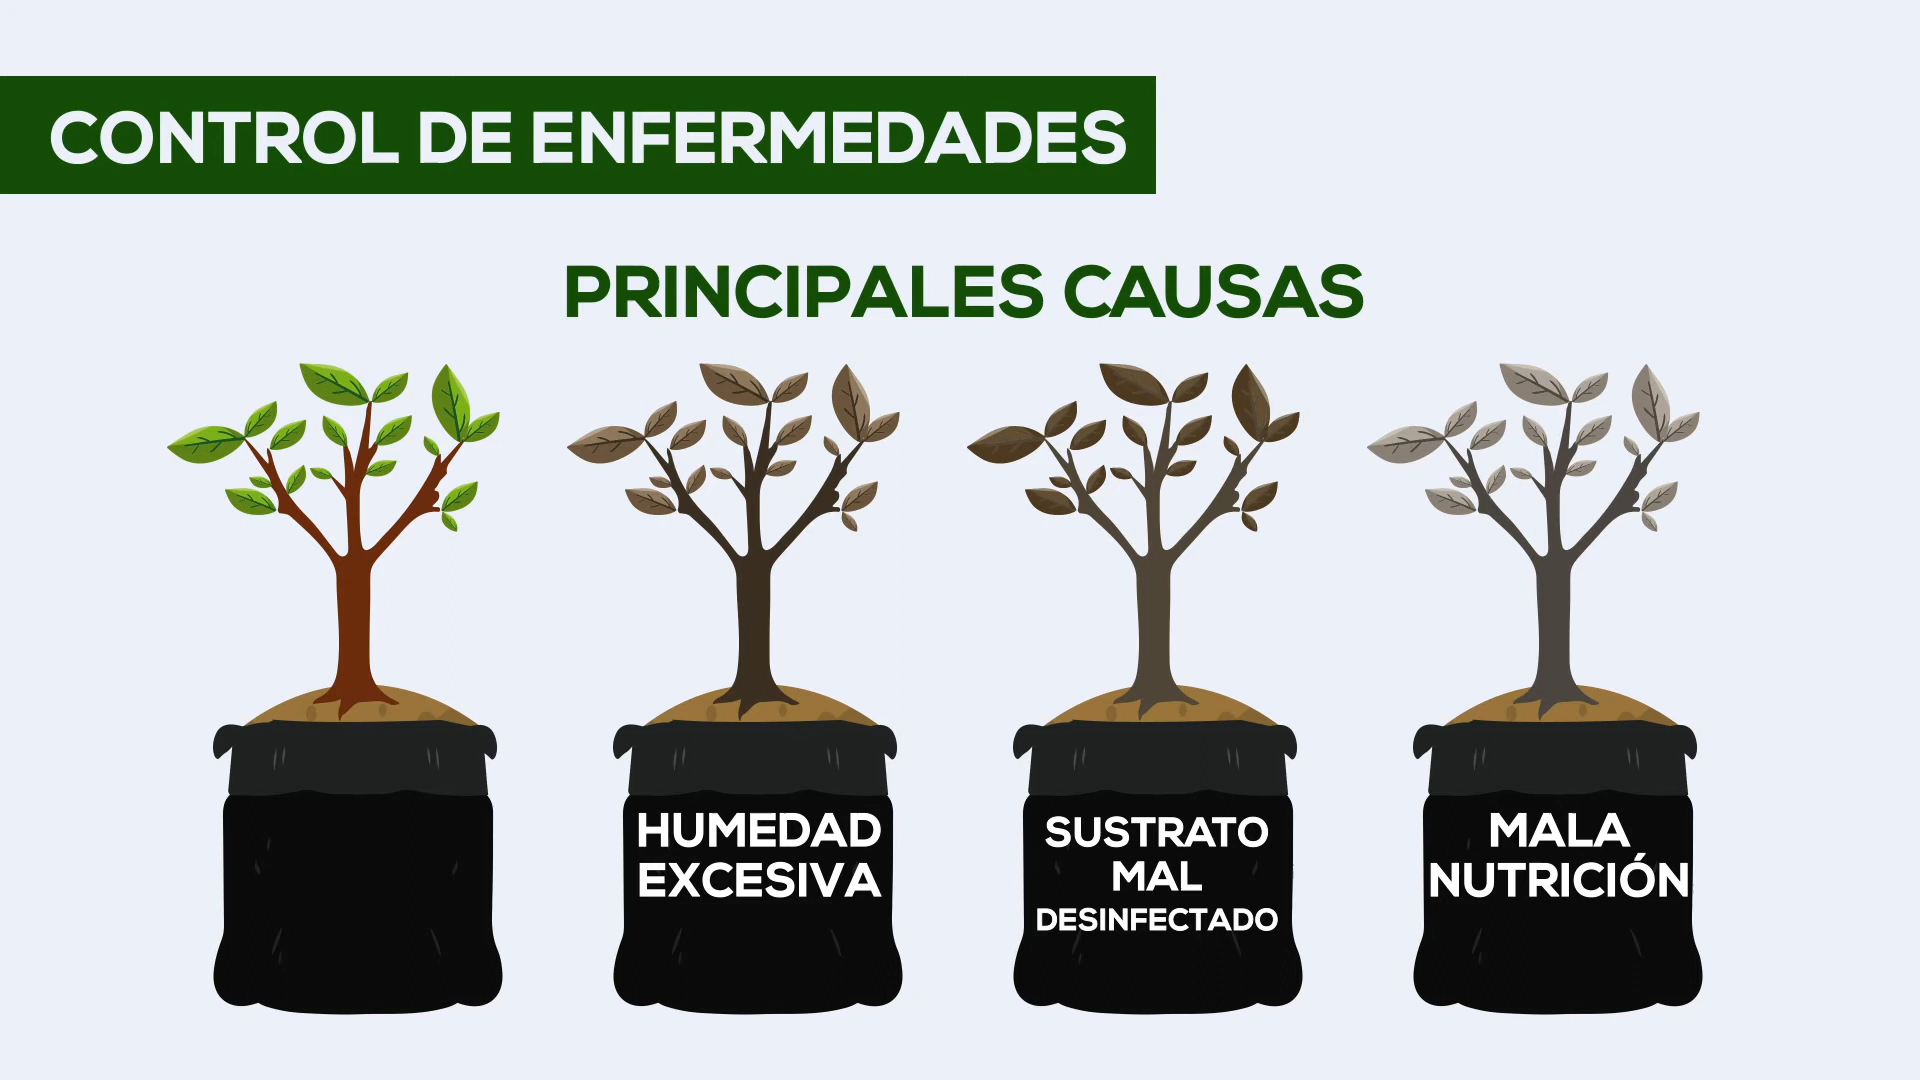 CONTROL DE ENFERMEDADES
PRINCIPALES CAUSAS
HUMEDAD
EXCESIVA
SUSTRATO
MAL
DESINFECTADO
MALA
NUTRICIÓN